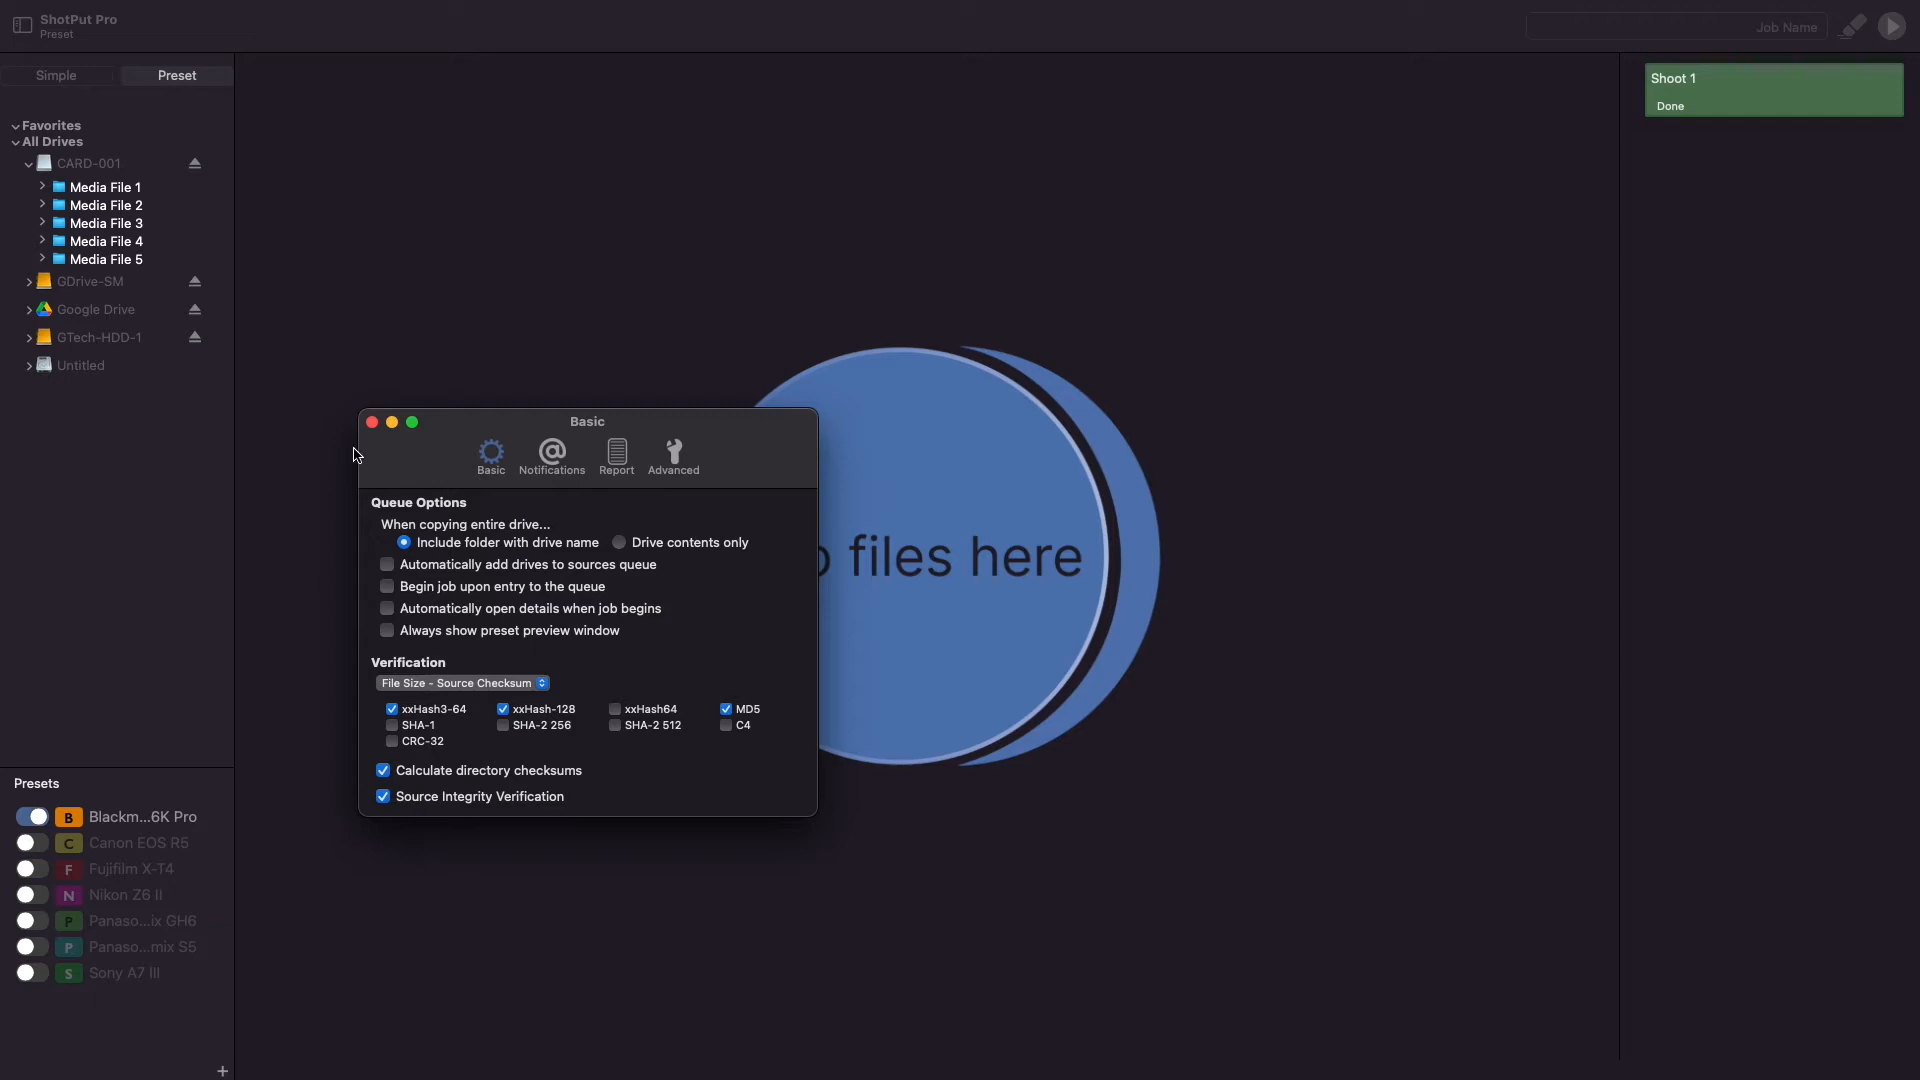 ShotPut Pro
Preset
Job Name
Simple
Preset
Favorites
All Drives
CARD-001
Media File 1
Media File 2
Media File 3
Media File 4
Media File 5
GDrive-SM
Google Drive
GTech-HDD-1
Untitled
Shoot 1
Done
files here
Basic
Basic
Notifications
Report
Advanced
Queue Options
When copying entire drive...
Include folder with drive name
Drive contents only
Automatically add drives to sources queue
Begin job upon entry to the queue
Automatically open details when job begins
Always show preset preview window
Verification
File Size - Source Checksum
xxHash3-64
xxHash-128
xxHash64
MD5
SHA-1
SHA-2 256
SHA-2 512
C4
CRC-32
Calculate directory checksums
Source Integrity Verification
Presets
B Blackm...6K Pro
C Canon EOS R5
F Fujifilm X-T4
N Nikon Z6 II
P Panaso...ix GH6
P Panaso...mix S5
S Sony A7 III